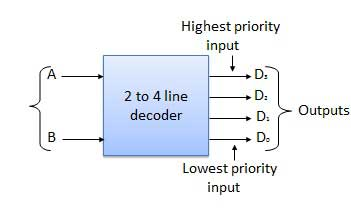 Highest priority
input
A
B
2 to 4 line
decoder
D₃
D₂
D₁
D₀
Outputs
Lowest priority
input